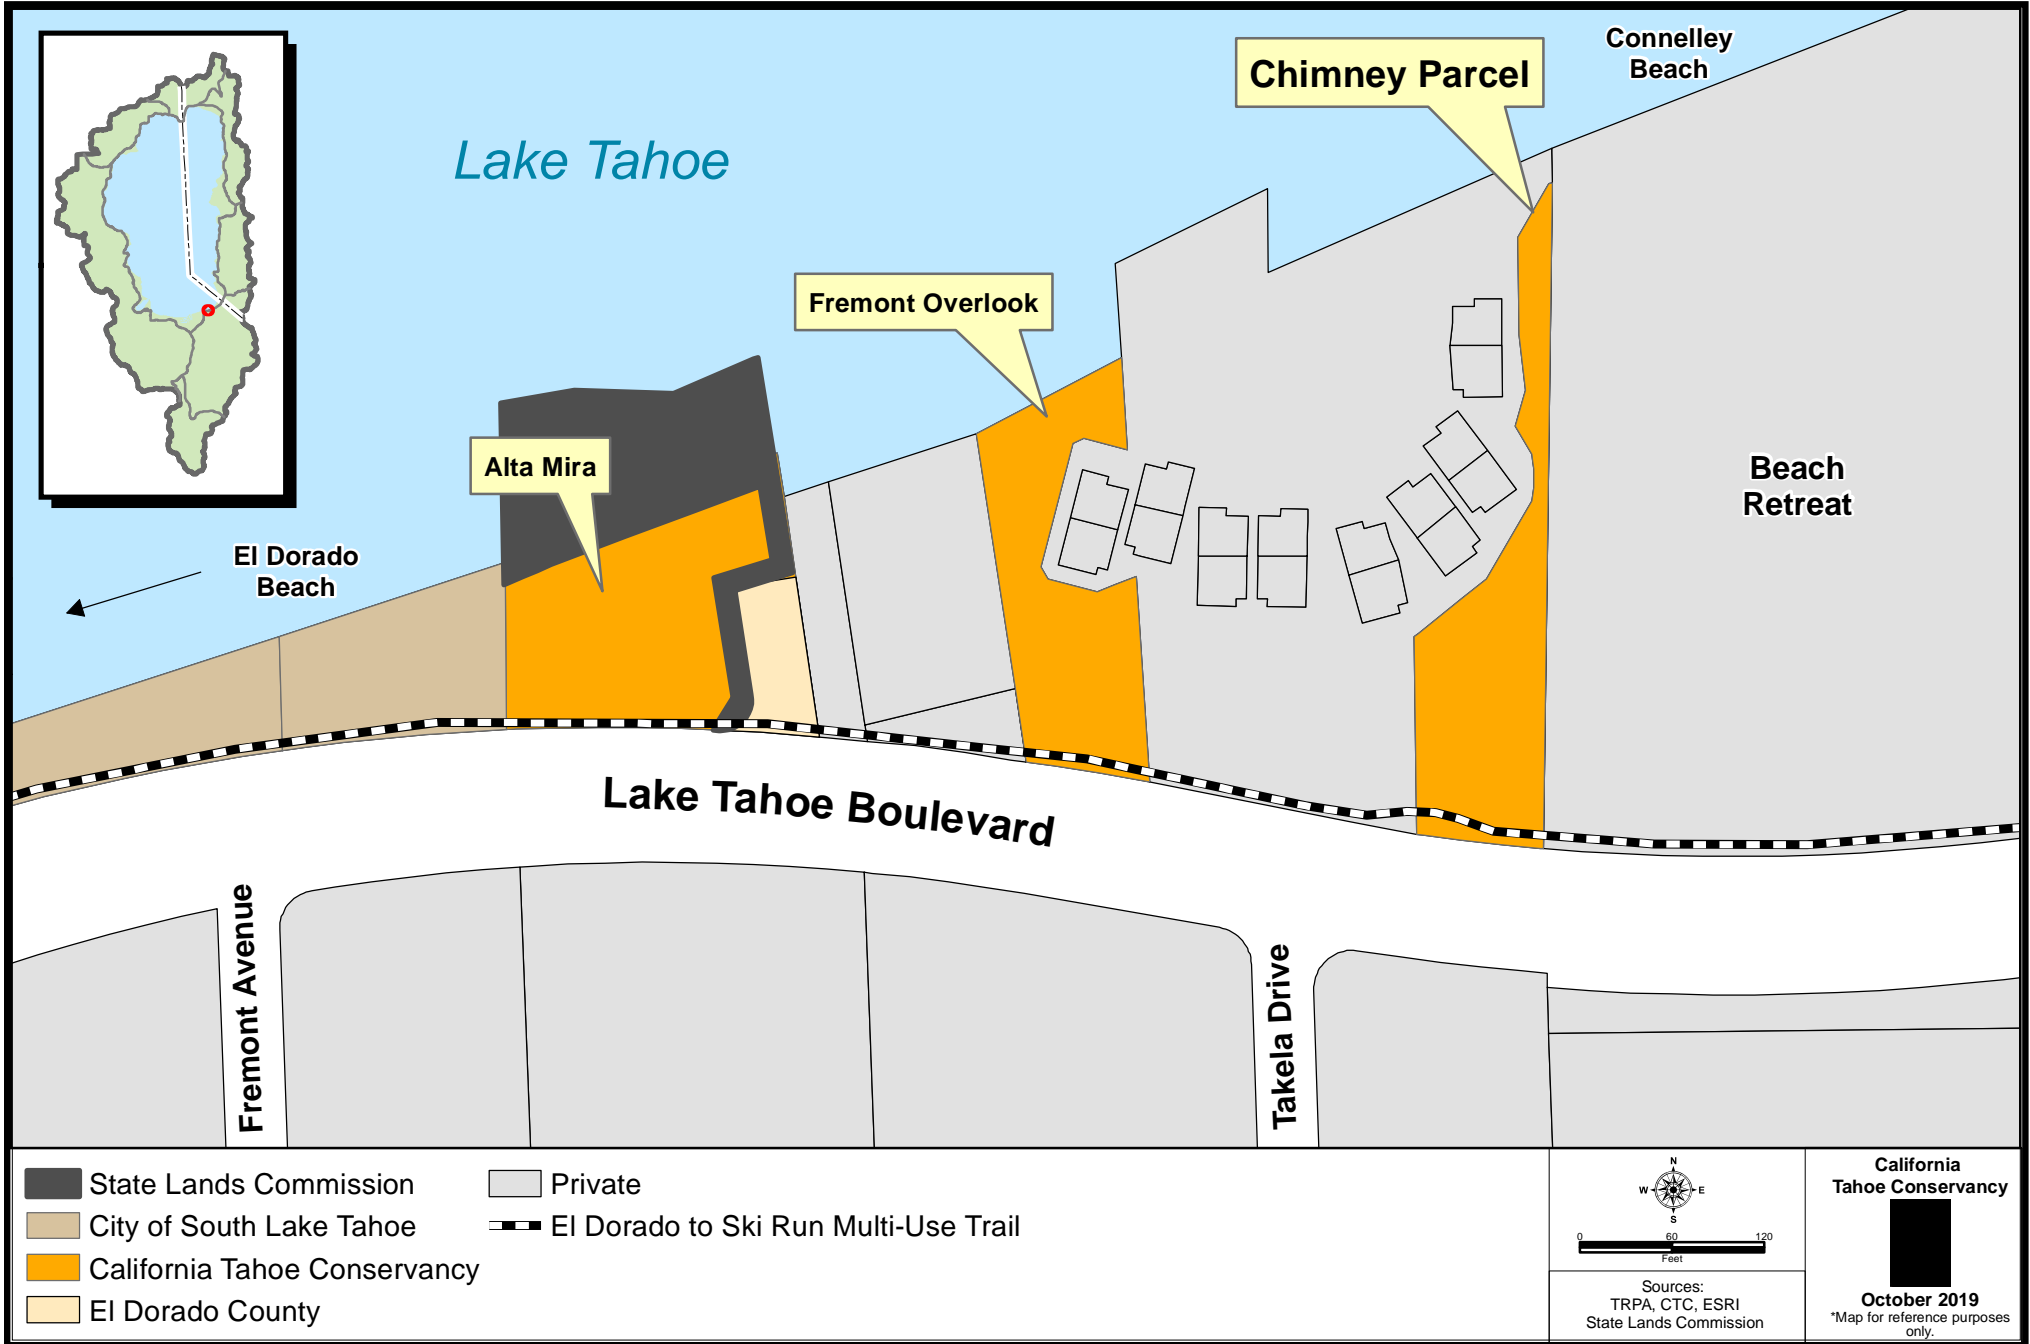 Connelley
Beach
Chimney Parcel
Lake Tahoe
Fremont Overlook
Alta Mira
Beach
Retreat
El Dorado
Beach
Lake Tahoe Boulevard
Fremont Avenue
Takela Drive
State Lands Commission
City of South Lake Tahoe
California Tahoe Conservancy
El Dorado County
Private
El Dorado to Ski Run Multi-Use Trail
N
W
E
S
0 60 120
Feet
Sources:
TRPA, CTC, ESRI
State Lands Commission
California
Tahoe Conservancy
October 2019
*Map for reference purposes
only.